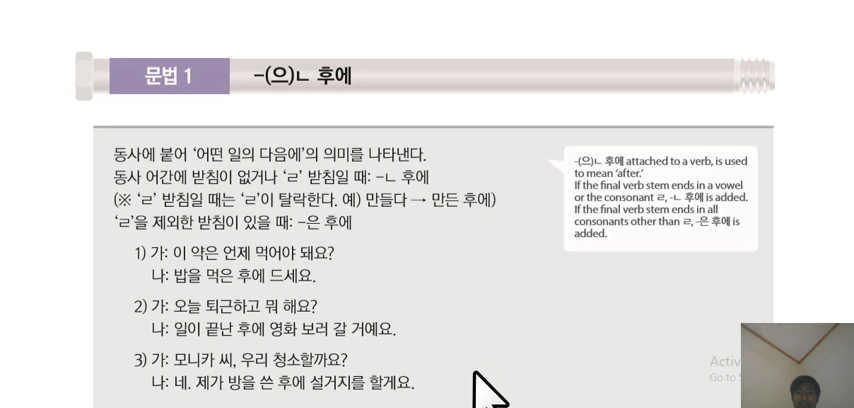 문법 1
-(으)ㄴ 후에
동사에 붙어 ‘어떤 일의 다음에’의 의미를 나타낸다.
동사 어간에 받침이 없거나 ‘ㄹ’ 받침일 때: -ㄴ 후에
(※ ‘ㄹ’ 받침일 때는 ‘ㄹ’이 탈락한다. 예) 만들다 → 만든 후에)
‘ㄹ’을 제외한 받침이 있을 때: -은 후에
-(으)ㄴ 후에 attached to a verb, is used
to mean ‘after.’
If the final verb stem ends in a vowel
or the consonant ㄹ, -ㄴ 후에 is added.
If the final verb stem ends in all
consonants other than ㄹ, -은 후에 is
added.
1) 가: 이 약은 언제 먹어야 돼요?
나: 밥을 먹은 후에 드세요.
2) 가: 오늘 퇴근하고 뭐 해요?
나: 일이 끝난 후에 영화 보러 갈 거예요.
3) 가: 모니카 씨, 우리 청소할까요?
나: 네. 제가 방을 쓴 후에 설거지를 할게요.
Activ
Go to S